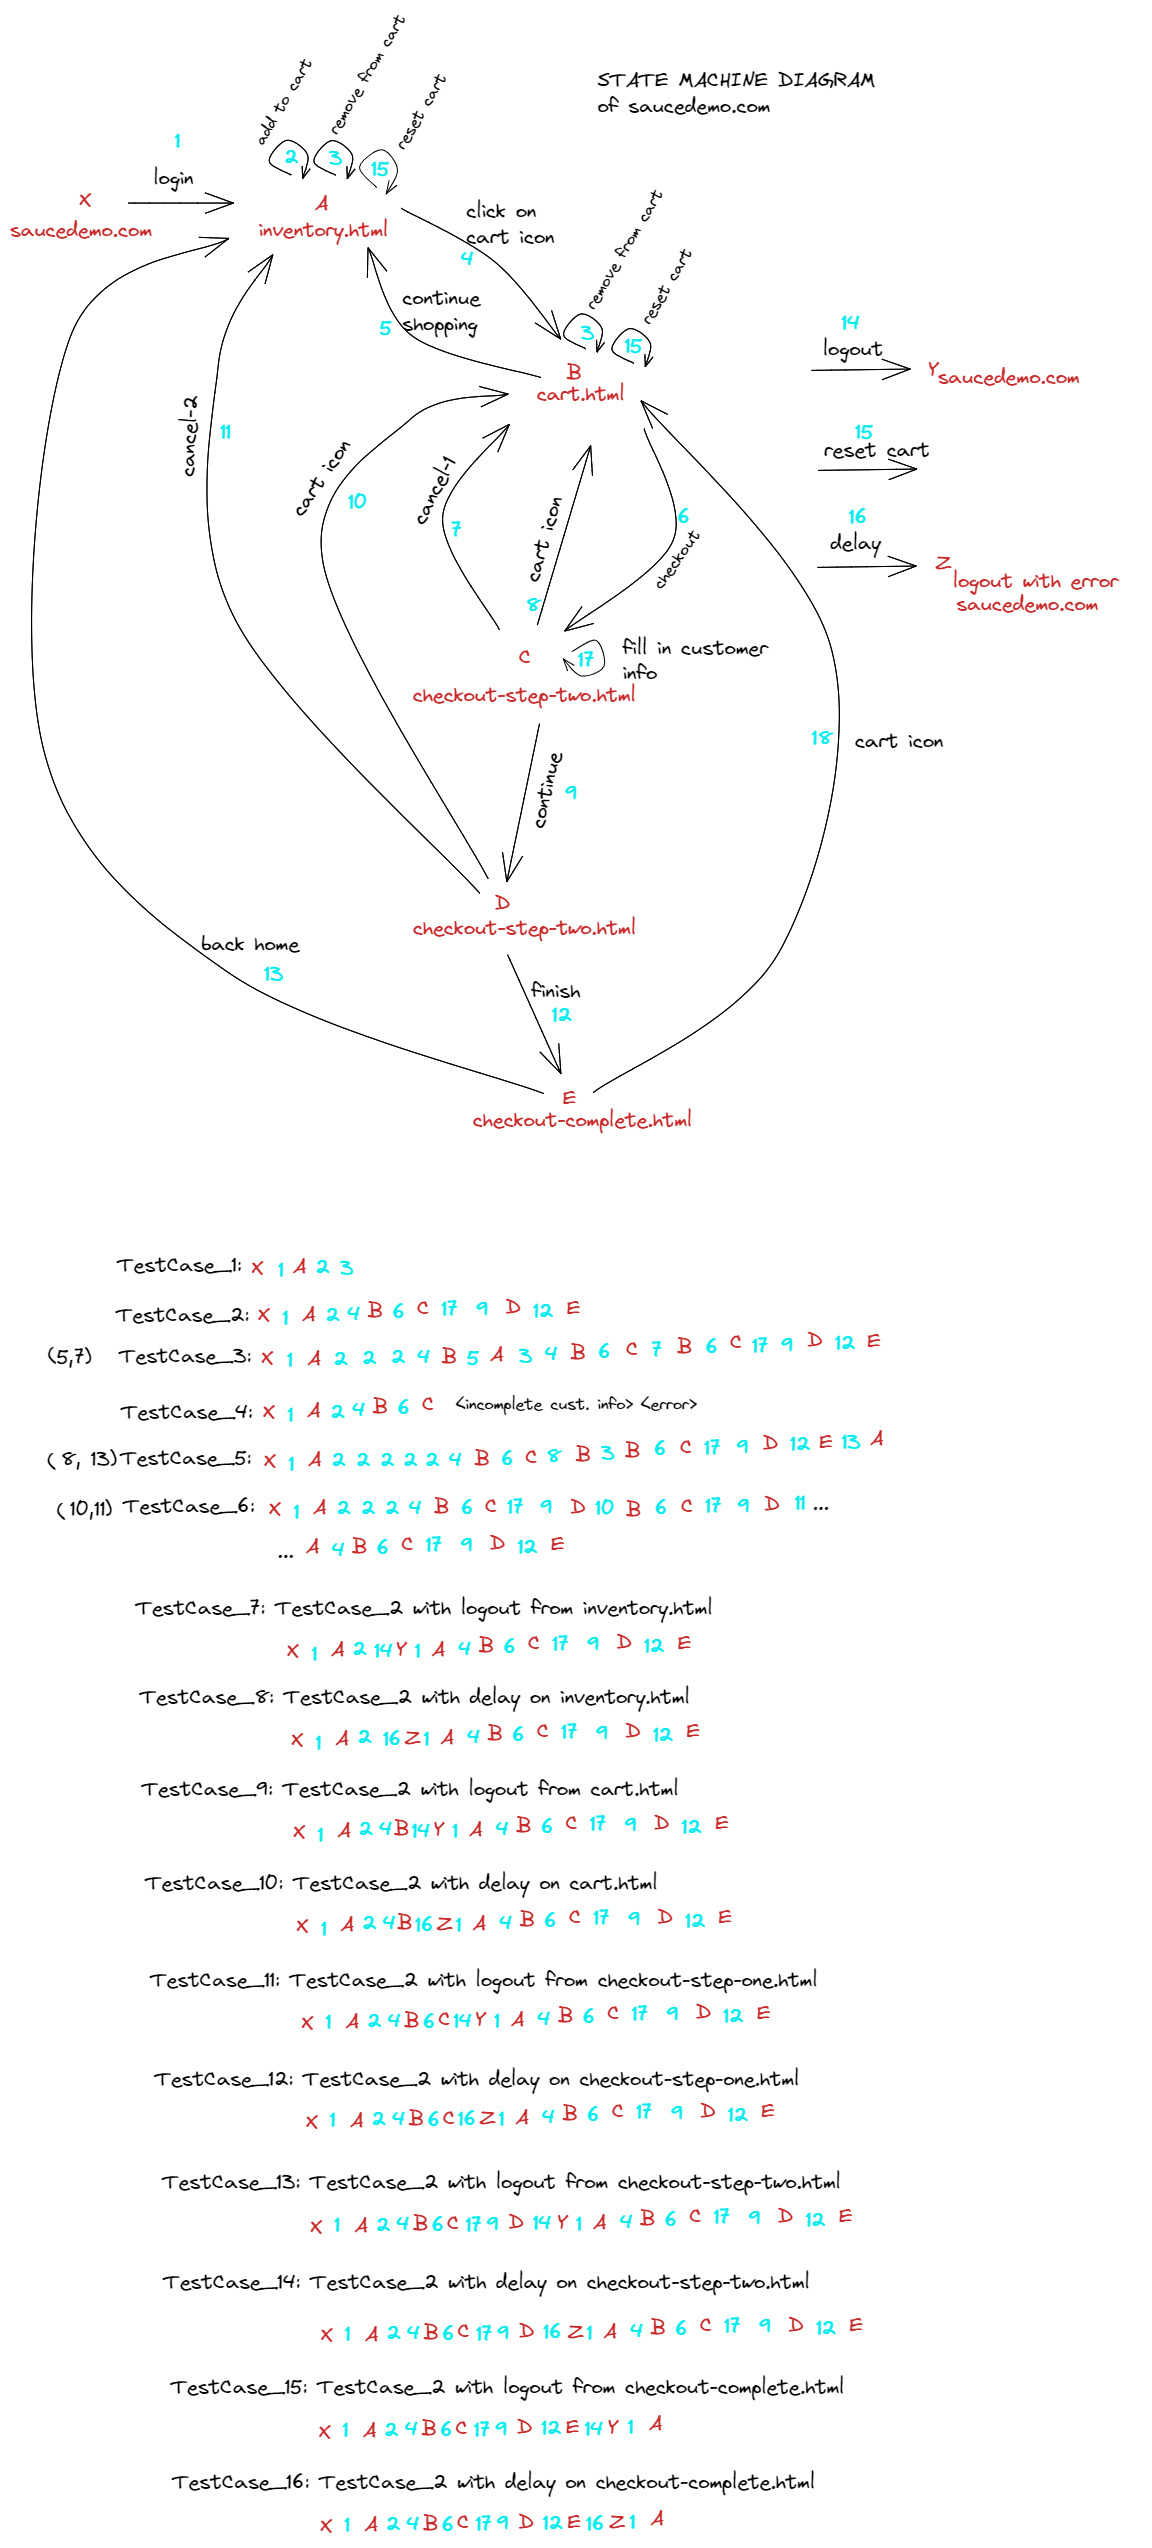 STATE MACHINE DIAGRAM
of saucedemo.com
add to cart
remove from cart
reset cart
1
login
2
3
15
X
saucedemo.com
A
inventory.html
click on
cart icon
4
continue
shopping
5
remove from cart
reset cart
3
15
B
cart.html
14
logout
Y saucedemo.com
15
reset cart
16
delay
Z
logout with error
saucedemo.com
cancel-2
11
cart icon
10
cancel-1
7
cart icon
8
6
checkout
C
17
fill in customer
info
checkout-step-two.html
18
cart icon
continue
9
D
checkout-step-two.html
back home
13
finish
12
E
checkout-complete.html
TestCase_1: X 1 A 2 3
TestCase_2: X 1 A 2 4 B 6 C 17 9 D 12 E
(5,7) TestCase_3: X 1 A 2 2 2 4 B 5 A 3 4 B 6 C 7 B 6 C 17 9 D 12 E
TestCase_4: X 1 A 2 4 B 6 C <incomplete cust. info> <error>
(8, 13) TestCase_5: X 1 A 2 2 2 2 2 4 B 6 C 8 B 3 B 6 C 17 9 D 12 E 13 A
(10,11) TestCase_6: X 1 A 2 2 2 4 B 6 C 17 9 D 10 B 6 C 17 9 D 11 ...
... A 4 B 6 C 17 9 D 12 E
TestCase_7: TestCase_2 with logout from inventory.html
X 1 A 2 14 Y 1 A 4 B 6 C 17 9 D 12 E
TestCase_8: TestCase_2 with delay on inventory.html
X 1 A 2 16 Z 1 A 4 B 6 C 17 9 D 12 E
TestCase_9: TestCase_2 with logout from cart.html
X 1 A 2 4 B 14 Y 1 A 4 B 6 C 17 9 D 12 E
TestCase_10: TestCase_2 with delay on cart.html
X 1 A 2 4 B 16 Z 1 A 4 B 6 C 17 9 D 12 E
TestCase_11: TestCase_2 with logout from checkout-step-one.html
X 1 A 2 4 B 6 C 14 Y 1 A 4 B 6 C 17 9 D 12 E
TestCase_12: TestCase_2 with delay on checkout-step-one.html
X 1 A 2 4 B 6 C 16 Z 1 A 4 B 6 C 17 9 D 12 E
TestCase_13: TestCase_2 with logout from checkout-step-two.html
X 1 A 2 4 B 6 C 17 9 D 14 Y 1 A 4 B 6 C 17 9 D 12 E
TestCase_14: TestCase_2 with delay on checkout-step-two.html
X 1 A 2 4 B 6 C 17 9 D 16 Z 1 A 4 B 6 C 17 9 D 12 E
TestCase_15: TestCase_2 with logout from checkout-complete.html
X 1 A 2 4 B 6 C 17 9 D 12 E 14 Y 1 A
TestCase_16: TestCase_2 with delay on checkout-complete.html
X 1 A 2 4 B 6 C 17 9 D 12 E 16 Z 1 A